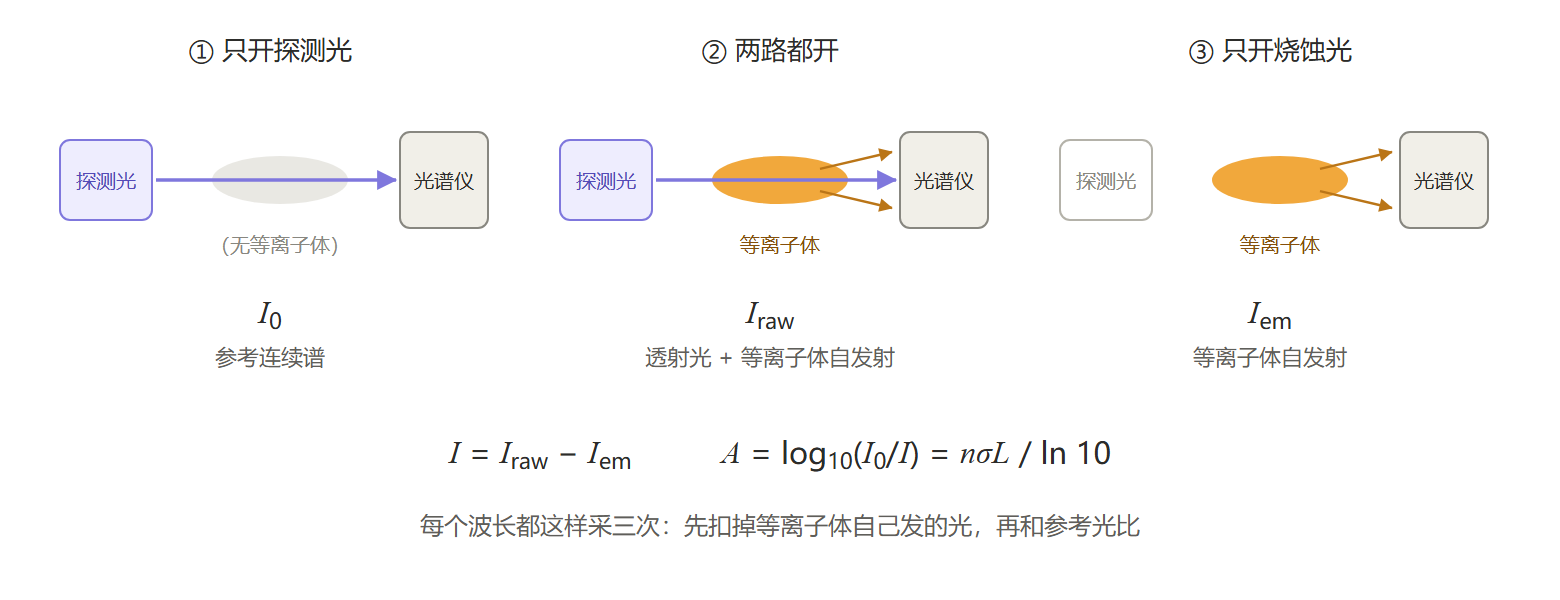 ① 只开探测光
② 两路都开
③ 只开烧蚀光
探测光
光谱仪
探测光
光谱仪
探测光
光谱仪
(无等离子体)
等离子体
等离子体
I₀
I_raw
I_em
参考连续谱
透射光 + 等离子体自发射
等离子体自发射
I = I_raw − I_em
A = log₁₀(I₀/I) = nσL / ln 10
每个波长都这样采三次：先扣掉等离子体自己发的光，再和参考光比